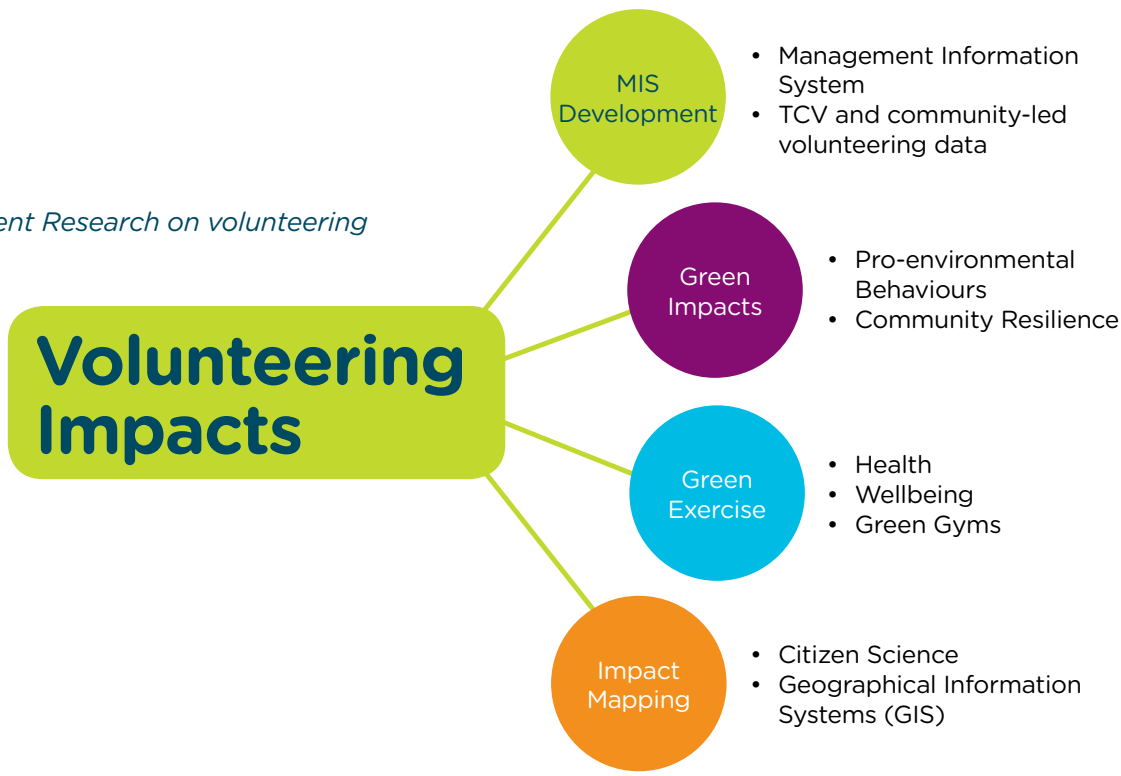 MIS
Development
• Management Information
System
• TCV and community-led
volunteering data
ent Research on volunteering
Volunteering
Impacts
Green
Impacts
• Pro-environmental
Behaviours
• Community Resilience
Green
Exercise
• Health
• Wellbeing
• Green Gyms
Impact
Mapping
• Citizen Science
• Geographical Information
Systems (GIS)